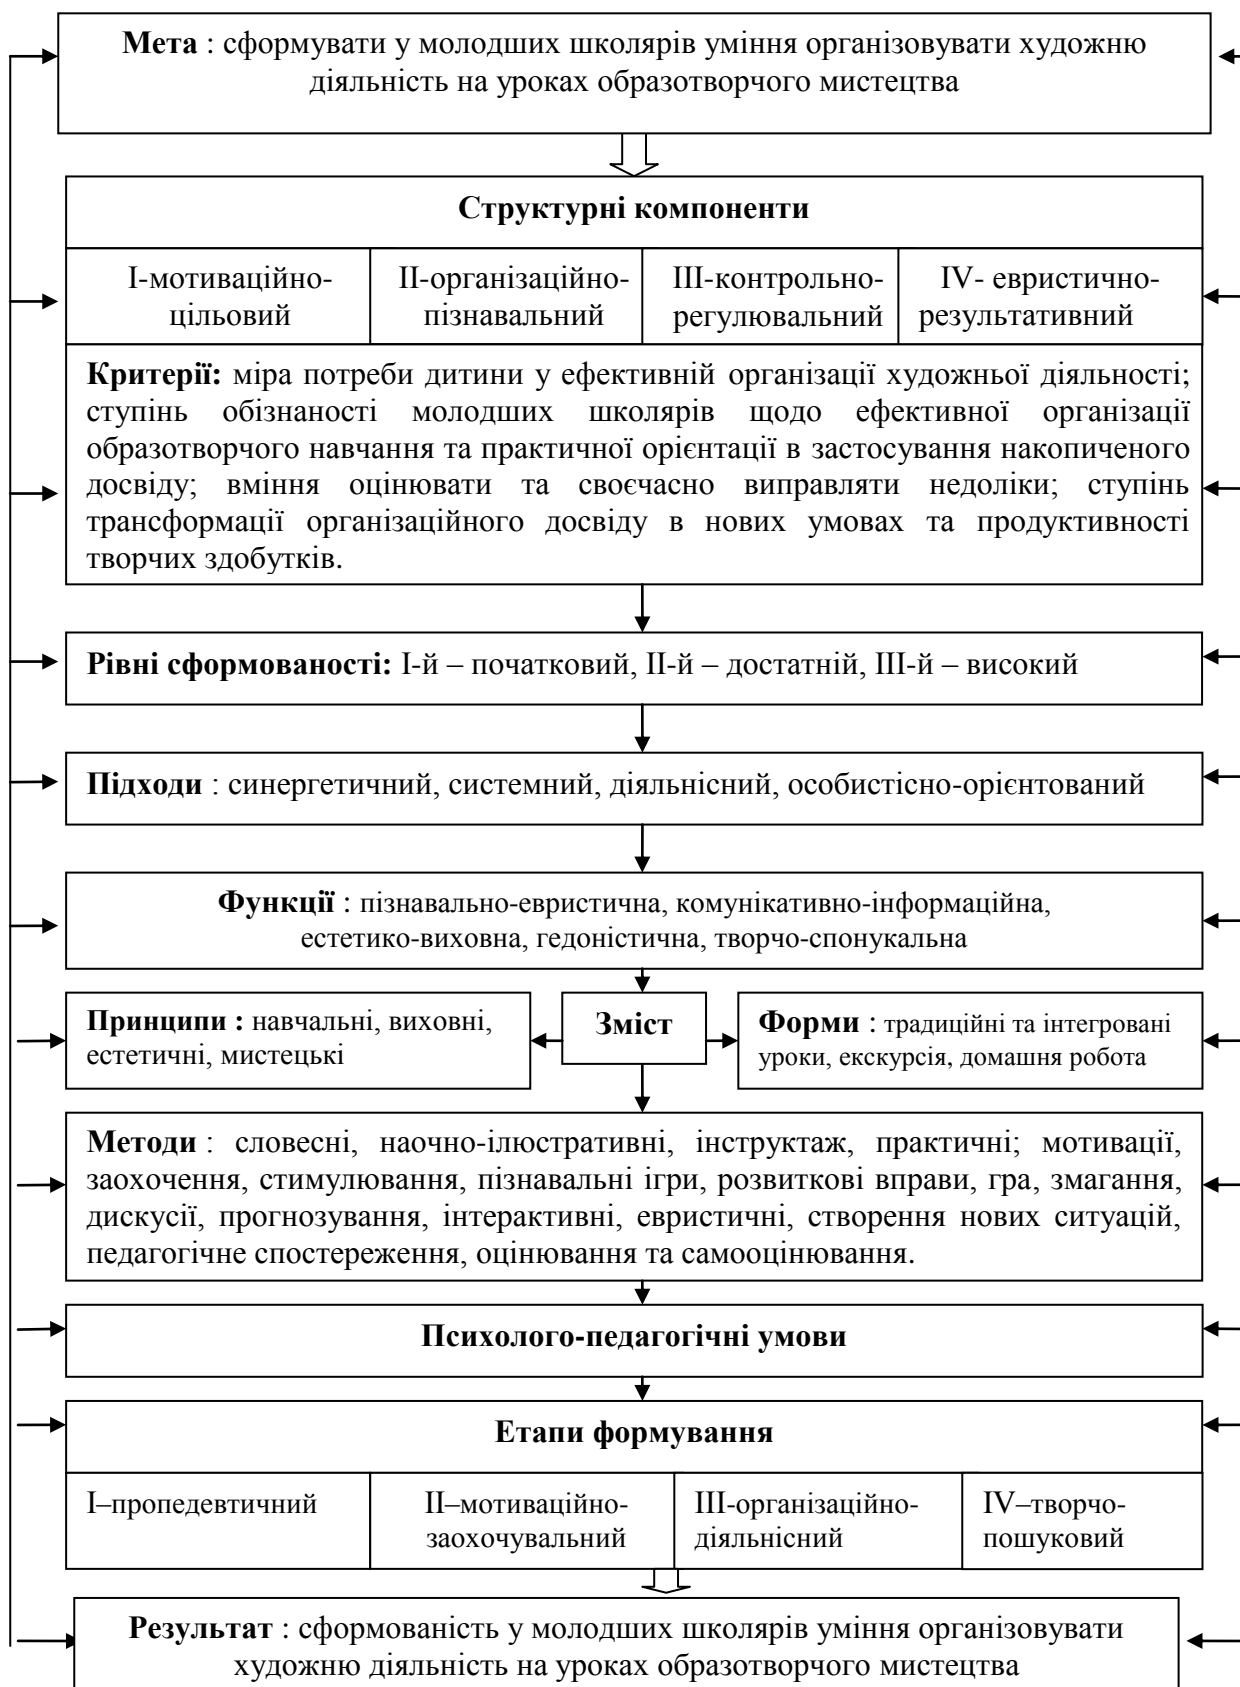 Мета : сформувати у молодших школярів уміння організовувати художню
діяльність на уроках образотворчого мистецтва
Структурні компоненти
І-мотиваційно-
цільовий
ІІ-організаційно-
пізнавальний
ІІІ-контрольно-
регулювальний
IV- евристично-
результативний
Критерії: міра потреби дитини у ефективній організації художньої діяльності;
ступінь обізнаності молодших школярів щодо ефективної організації
образотворчого навчання та практичної орієнтації в застосування накопиченого
досвіду; вміння оцінювати та своєчасно виправляти недоліки; ступінь
трансформації організаційного досвіду в нових умовах та продуктивності
творчих здобутків.
Рівні сформованості: І-й – початковий, ІІ-й – достатній, ІІІ-й – високий
Підходи : синергетичний, системний, діяльнісний, особистісно-орієнтований
Функції : пізнавально-евристична, комунікативно-інформаційна,
естетико-виховна, гедоністична, творчо-спонукальна
Принципи : навчальні, виховні,
естетичні, мистецькі
Зміст
Форми : традиційні та інтегровані
уроки, екскурсія, домашня робота
Методи : словесні, наочно-ілюстративні, інструктаж, практичні; мотивації,
заохочення, стимулювання, пізнавальні ігри, розвиткові вправи, гра, змагання,
дискусії, прогнозування, інтерактивні, евристичні, створення нових ситуацій,
педагогічне спостереження, оцінювання та самооцінювання.
Психолого-педагогічні умови
Етапи формування
І–пропедевтичний
ІІ–мотиваційно-
заохочувальний
ІІІ-організаційно-
діяльнісний
IV–творчо-
пошуковий
Результат : сформованість у молодших школярів уміння організовувати
художню діяльність на уроках образотворчого мистецтва